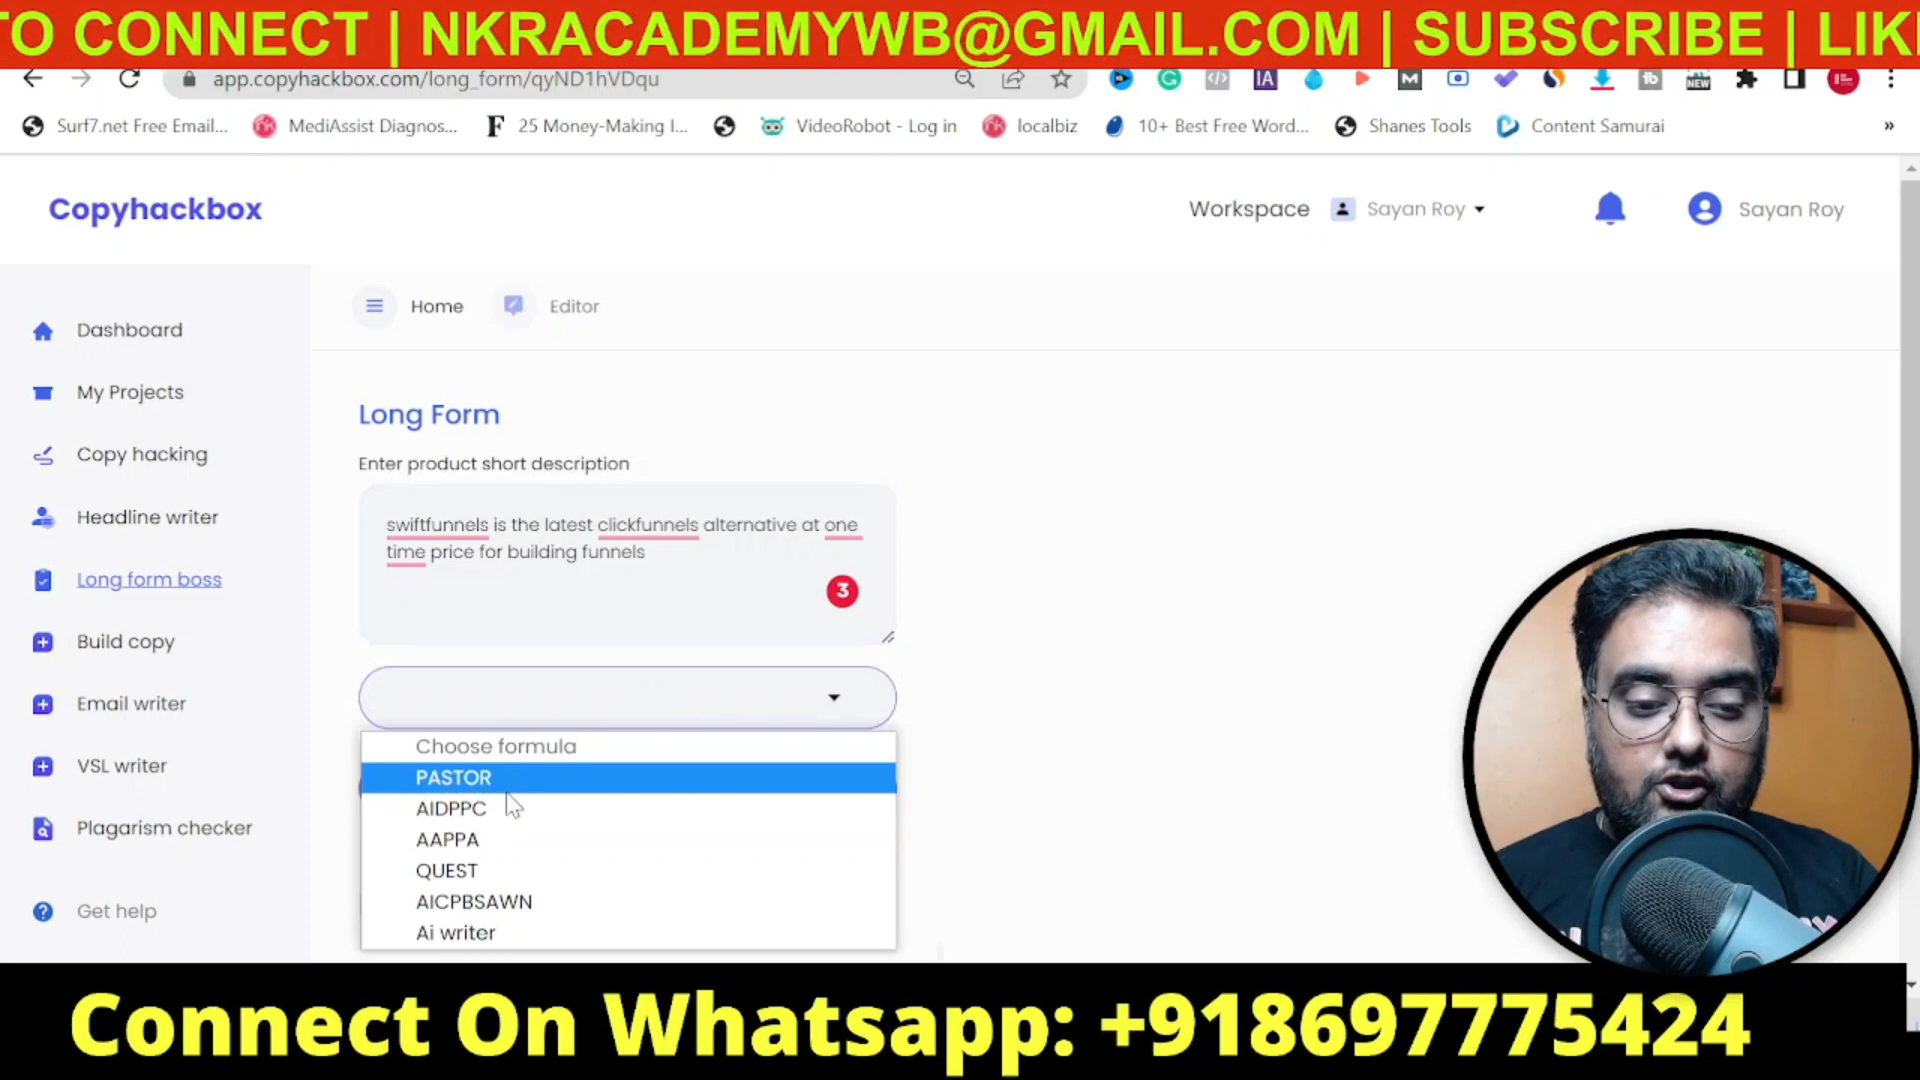 TO CONNECT | NKRACADEMYWB@GMAIL.COM | SUBSCRIBE | LIK
app.copyhackbox.com/long_form/qyND1hVDqu
Surf7.net Free Email... MediAssist Diagnos... 25 Money-Making I... VideoRobot - Log in localbiz 10+ Best Free Word... Shanes Tools Content Samurai »
Copyhackbox
Workspace Sayan Roy
Sayan Roy
Home Editor
Dashboard
My Projects
Copy hacking
Headline writer
Long form boss
Build copy
Email writer
VSL writer
Plagarism checker
Get help
Long Form
Enter product short description
swiftfunnels is the latest clickfunnels alternative at one
time price for building funnels
3
Choose formula
PASTOR
AIDPPC
AAPPA
QUEST
AICPBSAWN
Ai writer
Connect On Whatsapp: +918697775424